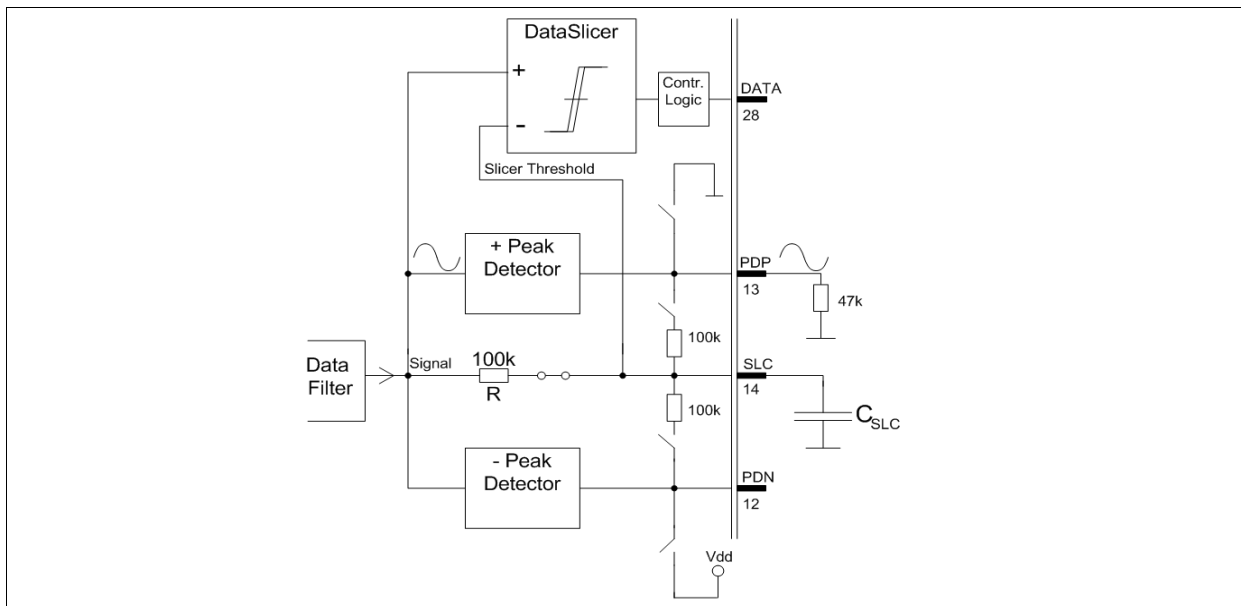 DataSlicer
+
-
Contr.
Logic
DATA
28
Slicer Threshold
+ Peak
Detector
PDP
13
47k
100k
Data
Filter
Signal
100k
R
SLC
14
100k
CSLC
- Peak
Detector
PDN
12
Vdd